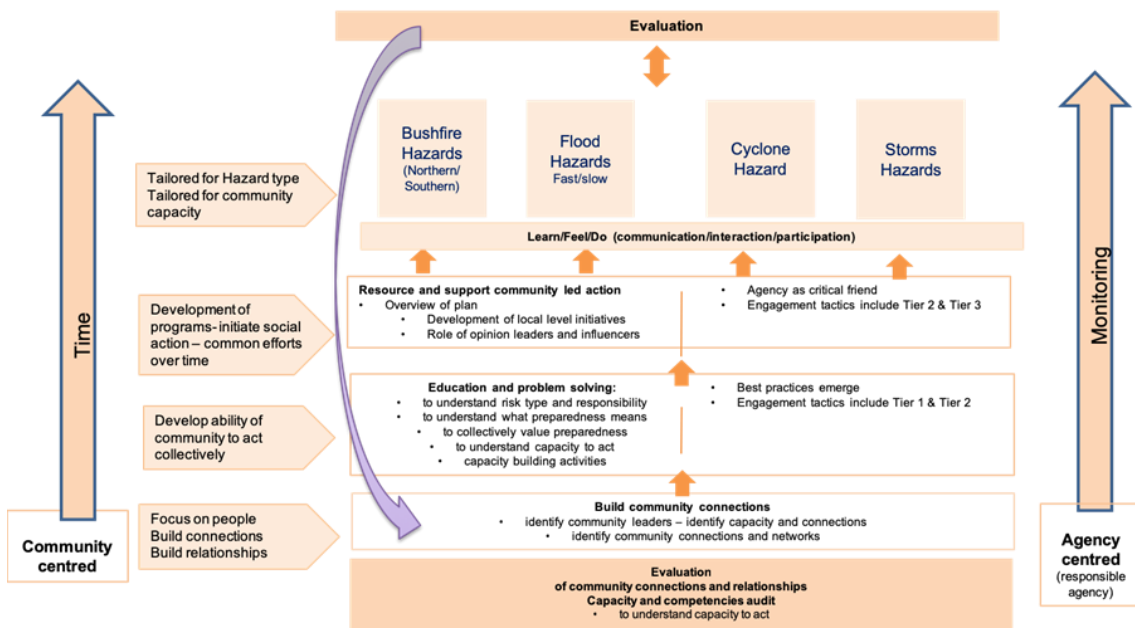 Evaluation
Bushfire
Hazards
(Northern/
Southern)
Flood
Hazards
Fast/slow
Cyclone
Hazard
Storms
Hazards
Tailored for Hazard type
Tailored for community
capacity
Learn/Feel/Do (communication/interaction/participation)
Time
Monitoring
Development of
programs- initiate social
action – common efforts
over time
Resource and support community led action
• Overview of plan
• Development of local level initiatives
• Role of opinion leaders and influencers
• Agency as critical friend
• Engagement tactics include Tier 2 & Tier 3
Develop ability of
community to act
collectively
Education and problem solving:
• to understand risk type and responsibility
• to understand what preparedness means
• to collectively value preparedness
• to understand capacity to act
• capacity building activities
• Best practices emerge
• Engagement tactics include Tier 1 & Tier 2
Focus on people
Build connections
Build relationships
Build community connections
• identify community leaders – identify capacity and connections
• identify community connections and networks
Community
centred
Agency
centred
(responsible
agency)
Evaluation
of community connections and relationships
Capacity and competencies audit
• to understand capacity to act